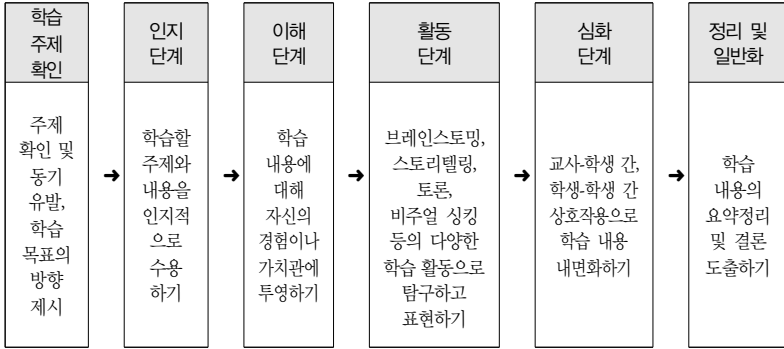 학습
주제
확인
주제
확인 및
동기
유발,
학습
목표의
방향
제시
➜
인지
단계
학습할
주제와
내용을
인지적
으로
수용
하기
➜
이해
단계
학습
내용에
대해
자신의
경험이나
가치관에
투영하기
➜
활동
단계
브레인스토밍,
스토리텔링,
토론,
비주얼 싱킹
등의 다양한
학습 활동으로
탐구하고
표현하기
➜
심화
단계
교사-학생 간,
학생-학생 간
상호작용으로
학습 내용
내면화하기
➜
정리 및
일반화
학습
내용의
요약정리
및 결론
도출하기